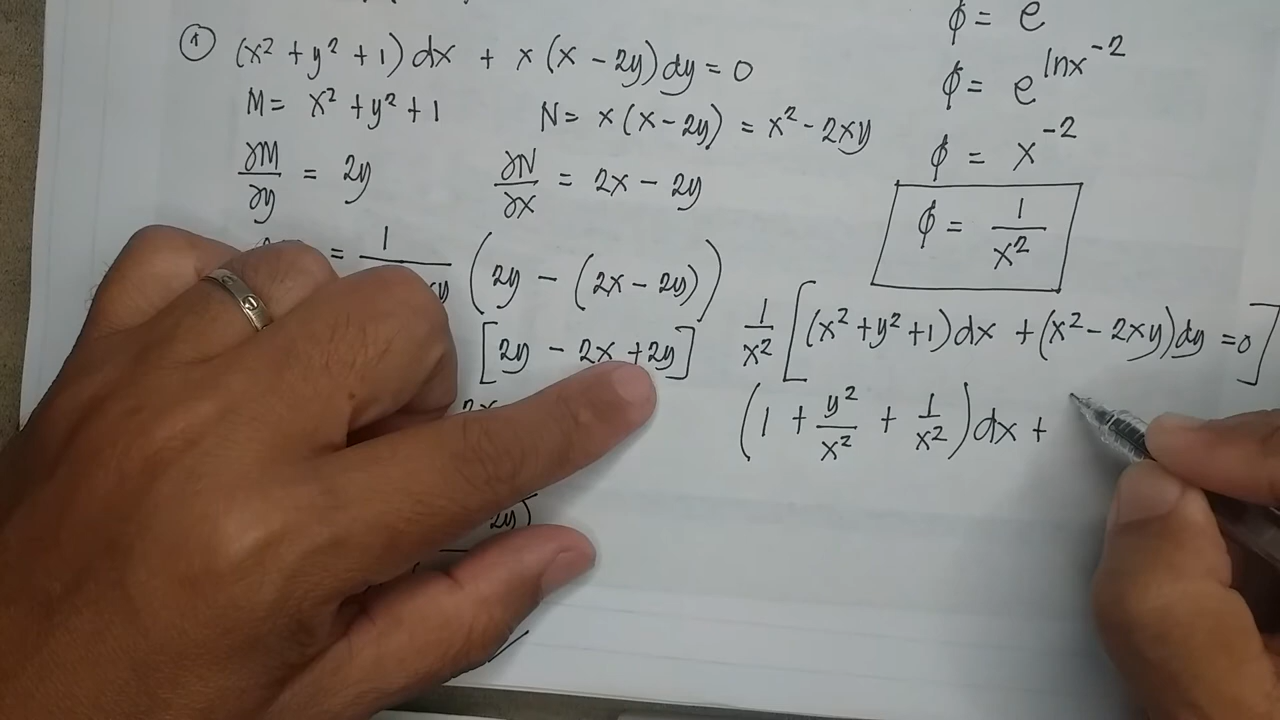 ① (x² + y² + 1) dx + x (x - 2y) dy = 0
M = x² + y² + 1
N = x (x - 2y) = x² - 2xy
∂M/∂y = 2y
∂N/∂x = 2x - 2y
= 1/ y (2y - (2x - 2y))
[2y - 2x + 2y]
2x
2y)
ϕ = e
ϕ = e^(lnx^-2)
ϕ = x^-2
ϕ = 1/x²
1/x² [(x² + y² + 1) dx + (x² - 2xy) dy = 0]
(1 + y²/x² + 1/x²) dx +